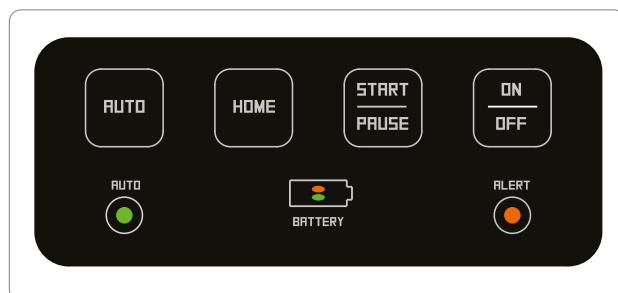 AUTO
HOME
START
PAUSE
ON
OFF
AUTO
BATTERY
ALERT